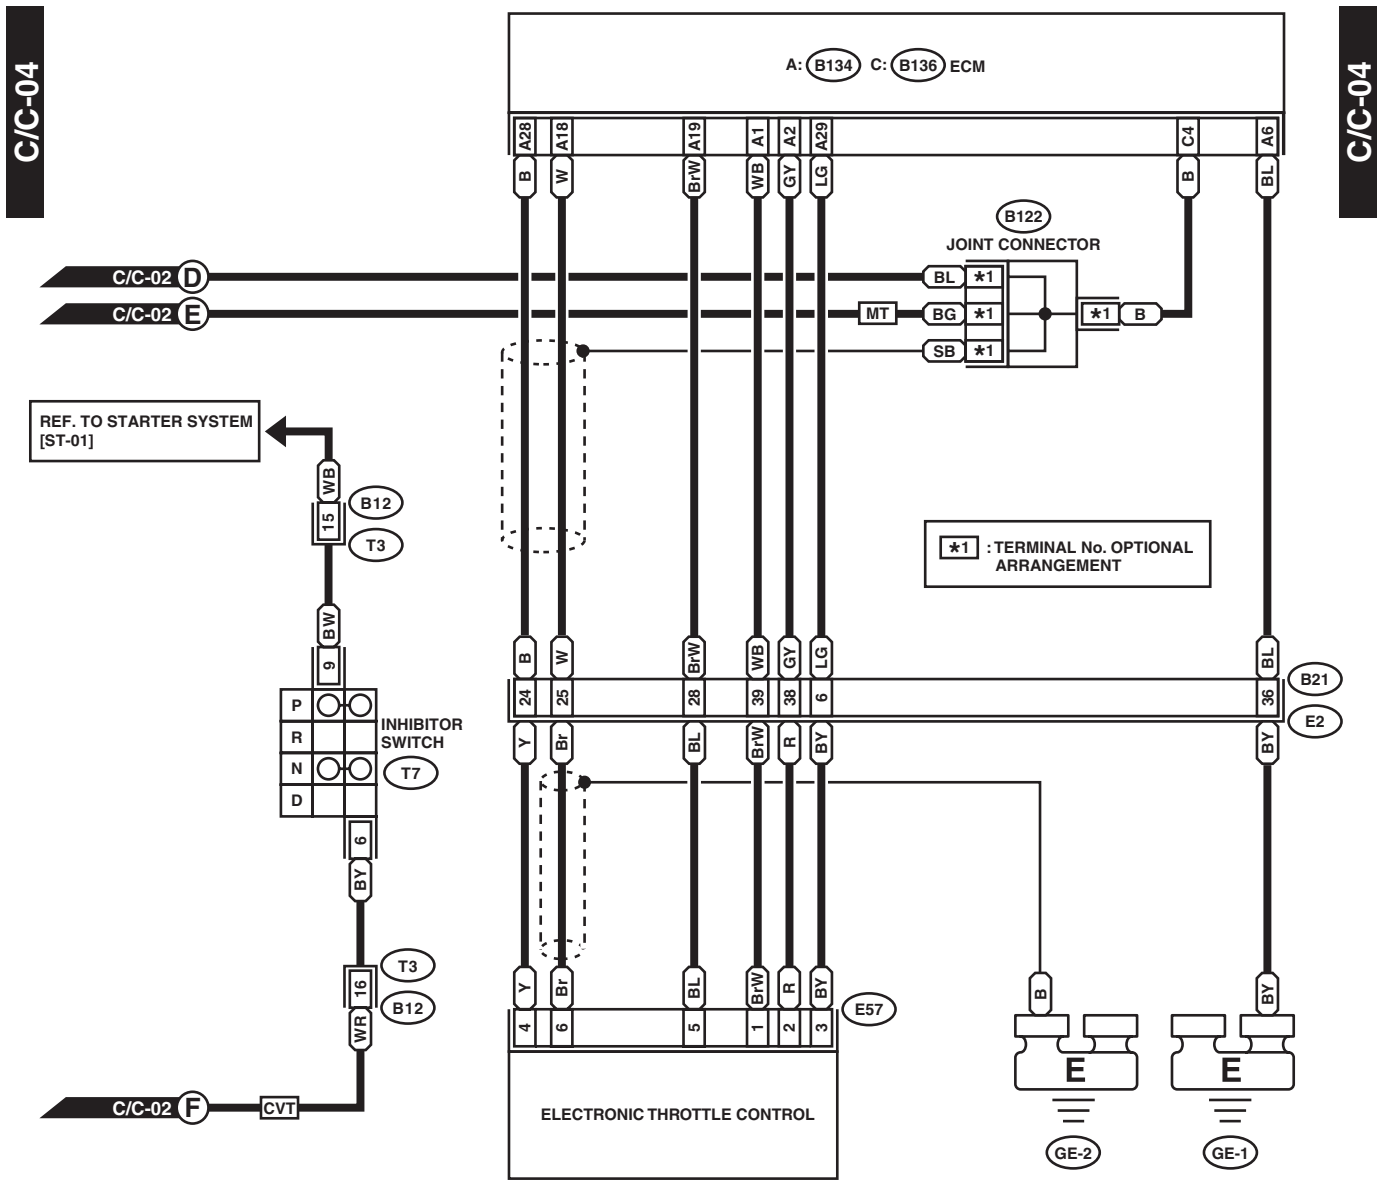 C/C-04
C/C-04
A: B134 C: B136 ECM
A28 A18 A19 A1 A2 A29 C4 A6
B W BrW WB GY LG B BL
B122
JOINT CONNECTOR
C/C-02 D BL *1
C/C-02 E MT BG *1 *1 B
SB *1
REF. TO STARTER SYSTEM
[ST-01]
WB
B12
15
T3
*1 : TERMINAL No. OPTIONAL
ARRANGEMENT
BW
9
B W BrW WB GY LG BL
B21
24 25 28 39 38 6 36
E2
Y Br BL BrW R BY BY
P
R
N
D
INHIBITOR
SWITCH
T7
6
BY
T3
16
B12
WR
Y Br BL BrW R BY B BY
E57
4 6 5 1 2 3
E E
C/C-02 F CVT
ELECTRONIC THROTTLE CONTROL
GE-2 GE-1